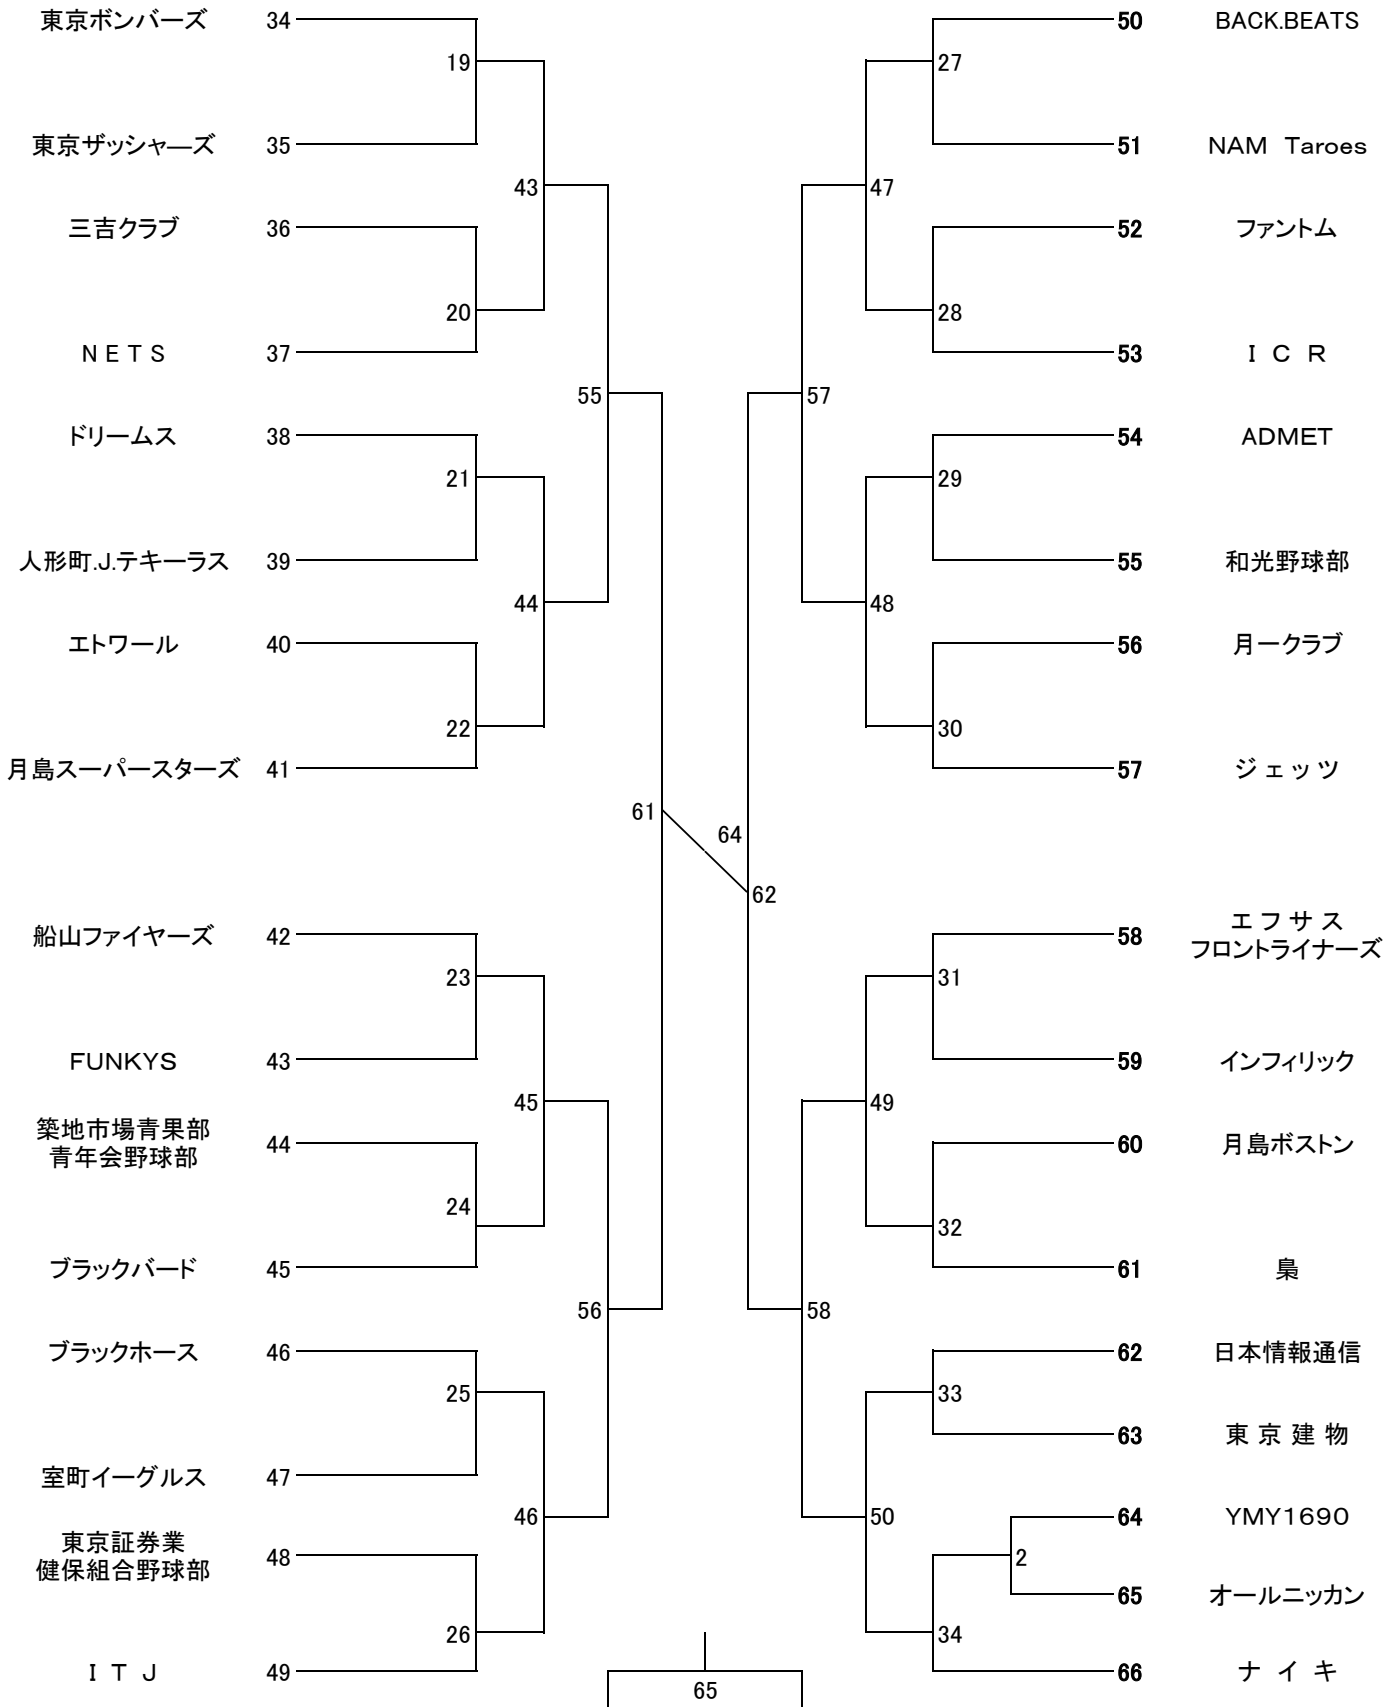 東京ボンバーズ 34
19
東京ザッシャーズ 35
43
三吉クラブ 36
20
ＮＥＴＳ 37
55
ドリームス 38
21
人形町.J.テキーラス 39
44
エトワール 40
22
月島スーパースターズ 41
61
船山ファイヤーズ 42
23
FUNKYS 43
45
築地市場青果部
青年会野球部 44
24
ブラックバード 45
56
ブラックホース 46
25
室町イーグルス 47
46
東京証券業
健保組合野球部 48
26
Ｉ Ｔ Ｊ 49
50 BACK.BEATS
27
51 NAM Taroes
47
52 ファントム
28
53 Ｉ Ｃ Ｒ
57
54 ADMET
29
55 和光野球部
48
56 月一クラブ
30
57 ジェッツ
64
62
58 エフサス
フロントライナーズ
31
59 インフィリック
49
60 月島ボストン
32
61 梟
58
62 日本情報通信
33
63 東京建物
50
64 YMY1690
2
65 オールニッカン
34
66 ナイキ
65